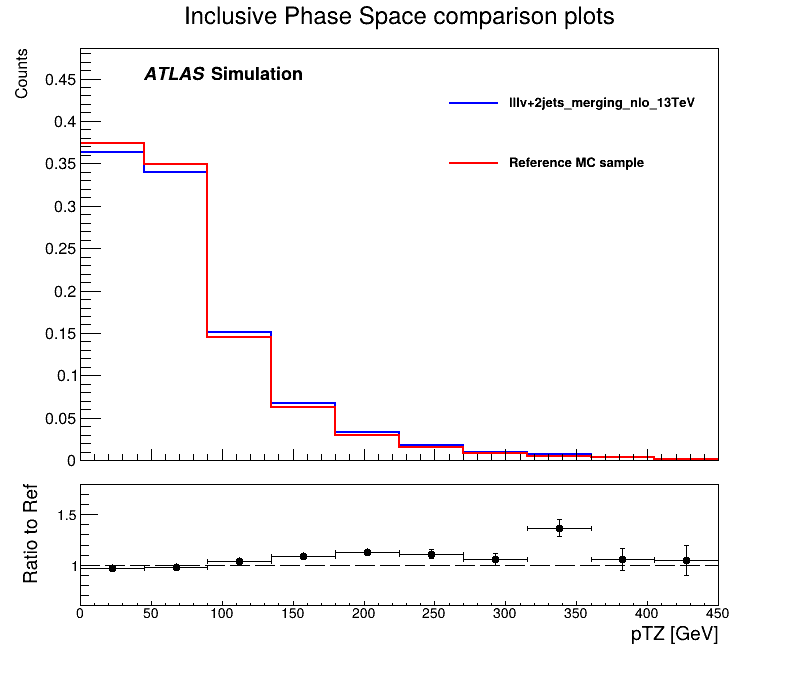 Inclusive Phase Space comparison plots
Counts
ATLAS Simulation
lllv+2jets_merging_nlo_13TeV
Reference MC sample
0.45
0.4
0.35
0.3
0.25
0.2
0.15
0.1
0.05
0
Ratio to Ref
1.5
1
0 50 100 150 200 250 300 350 400 450
pTZ [GeV]